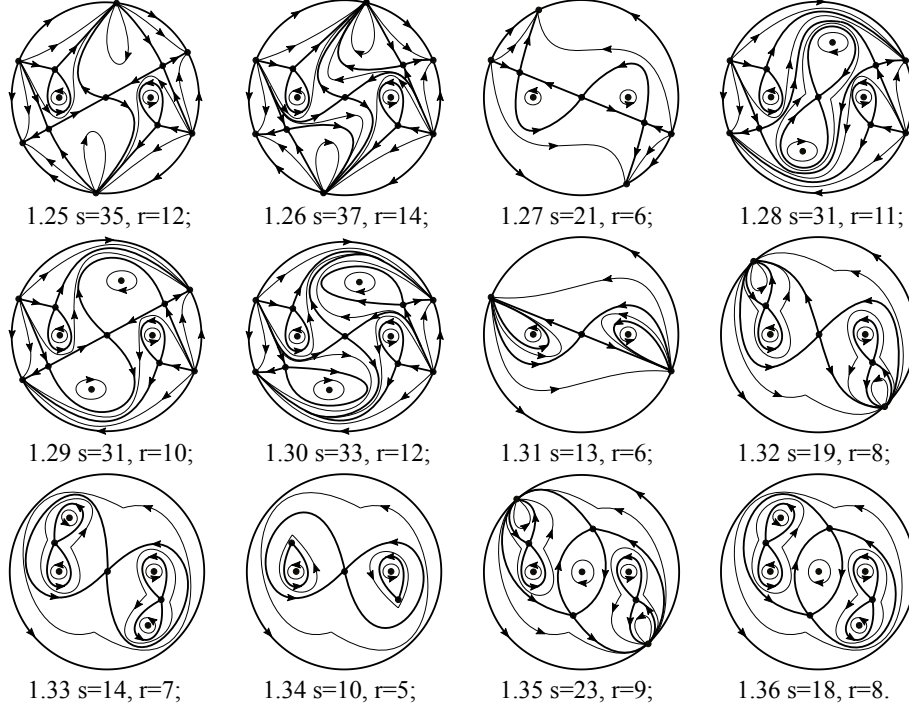 1.25 s=35, r=12; 1.26 s=37, r=14; 1.27 s=21, r=6; 1.28 s=31, r=11;
1.29 s=31, r=10; 1.30 s=33, r=12; 1.31 s=13, r=6; 1.32 s=19, r=8;
1.33 s=14, r=7; 1.34 s=10, r=5; 1.35 s=23, r=9; 1.36 s=18, r=8.